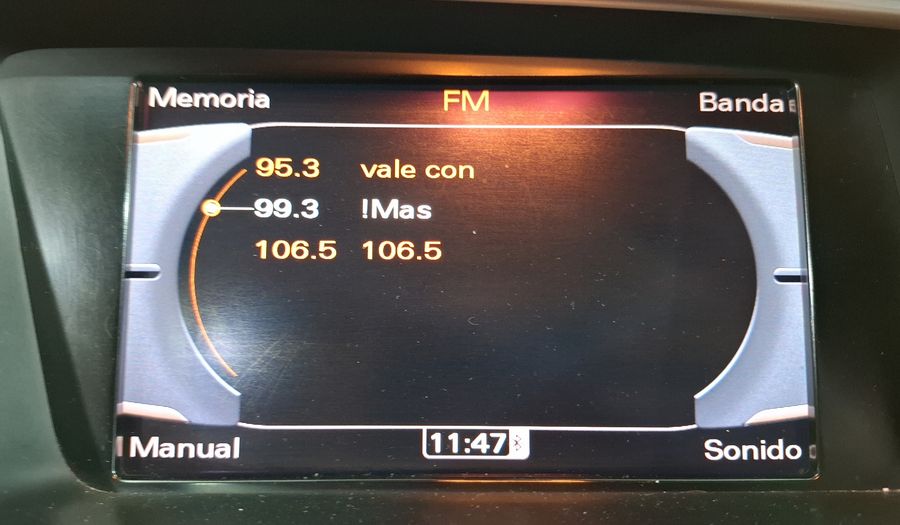 Memoria FM Banda
95.3 vale con
99.3 !Mas
106.5 106.5
Manual 11:47 Sonido